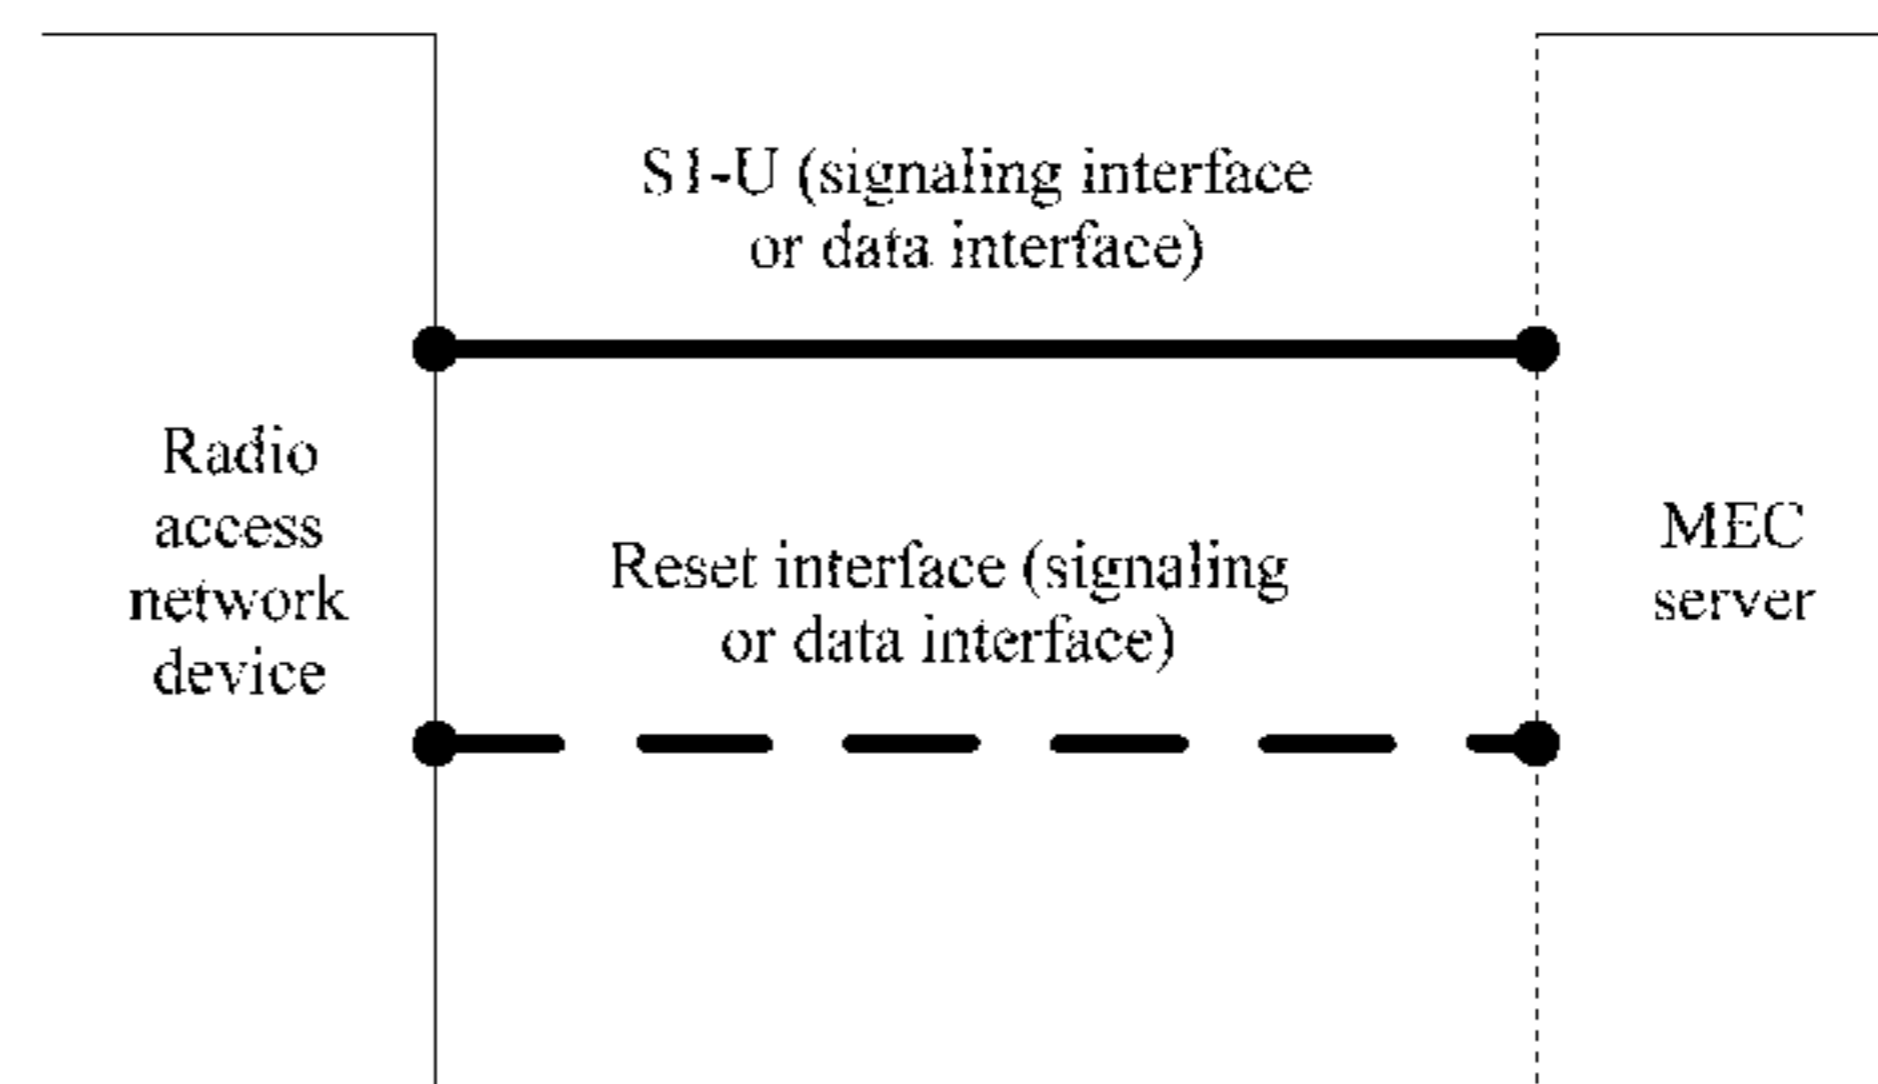 S1-U (signaling interface
or data interface)
Radio
access
network
device
Reset interface (signaling
or data interface)
MEC
server